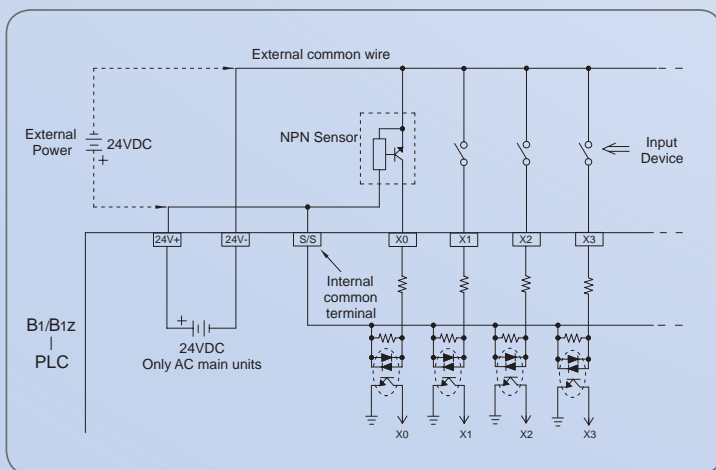 External common wire
External
Power
24VDC
+
NPN Sensor
Input
Device
24V+
24V-
S/S
X0
X1
X2
X3
Internal
common
terminal
+
24VDC
Only AC main units
B1/B1z
PLC
X0
X1
X2
X3